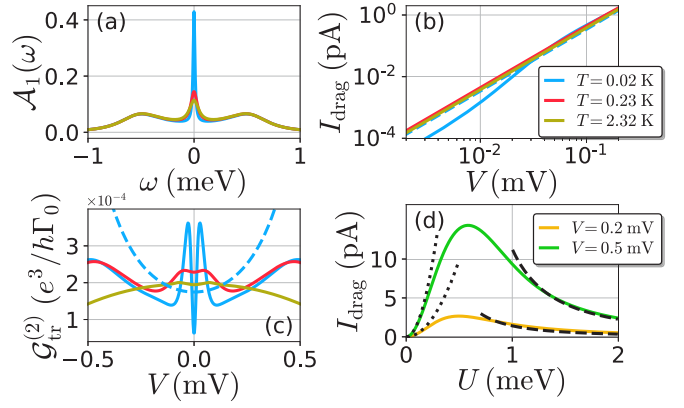 (a)
0.4
0.2
0.0
𝒜₁(ω)
−1 0 1
ω (meV)
(b)
10⁰
10⁻²
10⁻⁴
I_drag (pA)
T = 0.02 K
T = 0.23 K
T = 2.32 K
10⁻² 10⁻¹
V (mV)
×10⁻⁴
4
3
2
1
𝒢_tr^(2) (e³/hΓ₀)
(c)
−0.5 0.0 0.5
V (mV)
(d)
10
5
0
I_drag (pA)
V = 0.2 mV
V = 0.5 mV
0 1 2
U (meV)